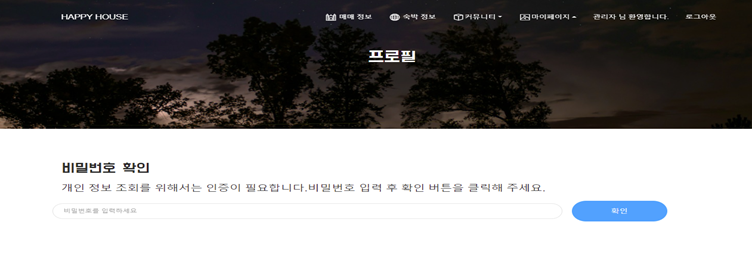 HAPPY HOUSE
매매 정보
숙박 정보
커뮤니티
마이페이지
관리자 님 환영합니다.
로그아웃
프로필
비밀번호 확인
개인 정보 조회를 위해서는 인증이 필요합니다.비밀번호 입력 후 확인 버튼을 클릭해 주세요.
비밀번호를 입력하세요
확인